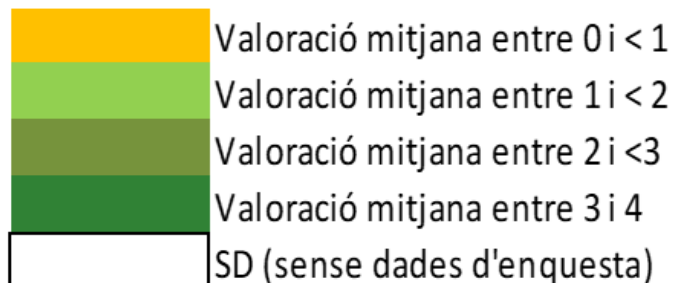 Valoració mitjana entre 0 i < 1
Valoració mitjana entre 1 i < 2
Valoració mitjana entre 2 i <3
Valoració mitjana entre 3 i 4
SD (sense dades d'enquesta)